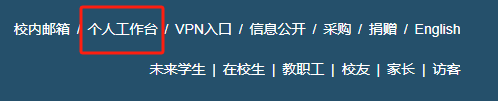 校内邮箱 / 个人工作台 / VPN入口 / 信息公开 / 采购 / 捐赠 / English
未来学生 | 在校生 | 教职工 | 校友 | 家长 | 访客